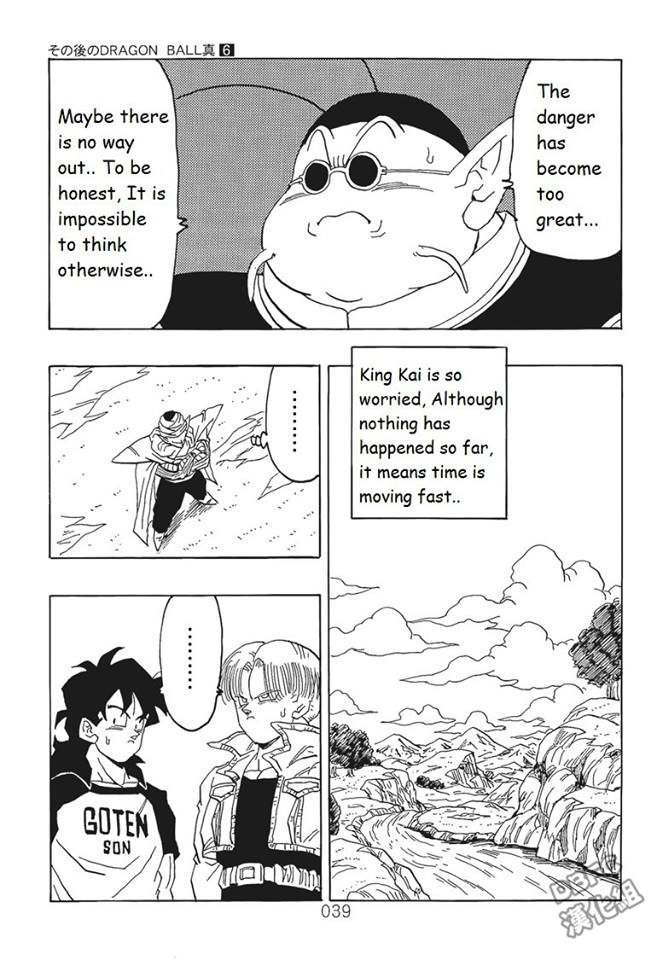 その後のDRAGON BALL真 6
The
danger
has
become
too
great...
Maybe there
is no way
out.. To be
honest, It is
impossible
to think
otherwise..
King Kai is so
worried, Although
nothing has
happened so far,
it means time is
moving fast..
.........
.........
GOTEN
SON
039
漢化組